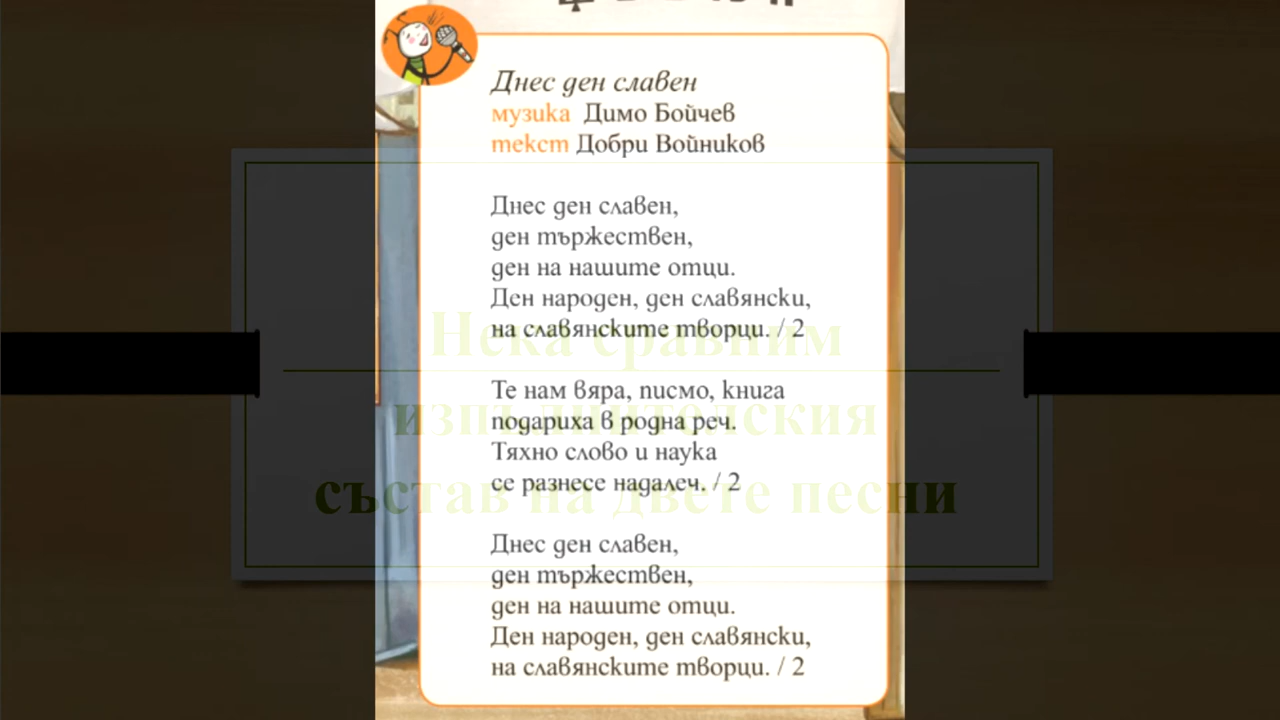 Днес ден славен
музика Димо Бойчев
текст Добри Войников
Днес ден славен,
ден тържествен,
ден на нашите отци.
Ден народен, ден славянски,
на славянските творци. / 2
Те нам вяра, писмо, книга
подариха в родна реч.
Тяхно слово и наука
се разнесе надалеч. / 2
Днес ден славен,
ден тържествен,
ден на нашите отци.
Ден народен, ден славянски,
на славянските творци. / 2
Нека сравним
изпълнителския
състав на двете песни